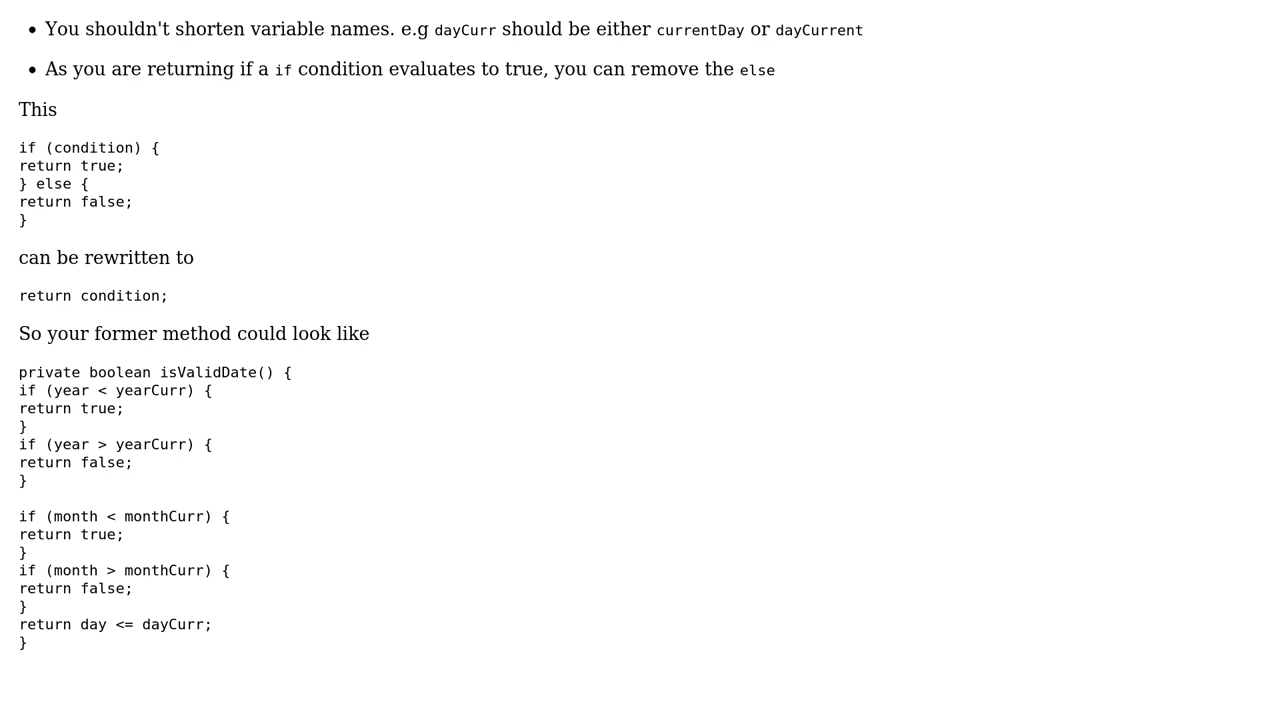 You shouldn't shorten variable names. e.g dayCurr should be either currentDay or dayCurrent
As you are returning if a if condition evaluates to true, you can remove the else
This
if (condition) {
return true;
} else {
return false;
}
can be rewritten to
return condition;
So your former method could look like
private boolean isValidDate() {
if (year < yearCurr) {
return true;
}
if (year > yearCurr) {
return false;
}
if (month < monthCurr) {
return true;
}
if (month > monthCurr) {
return false;
}
return day <= dayCurr;
}